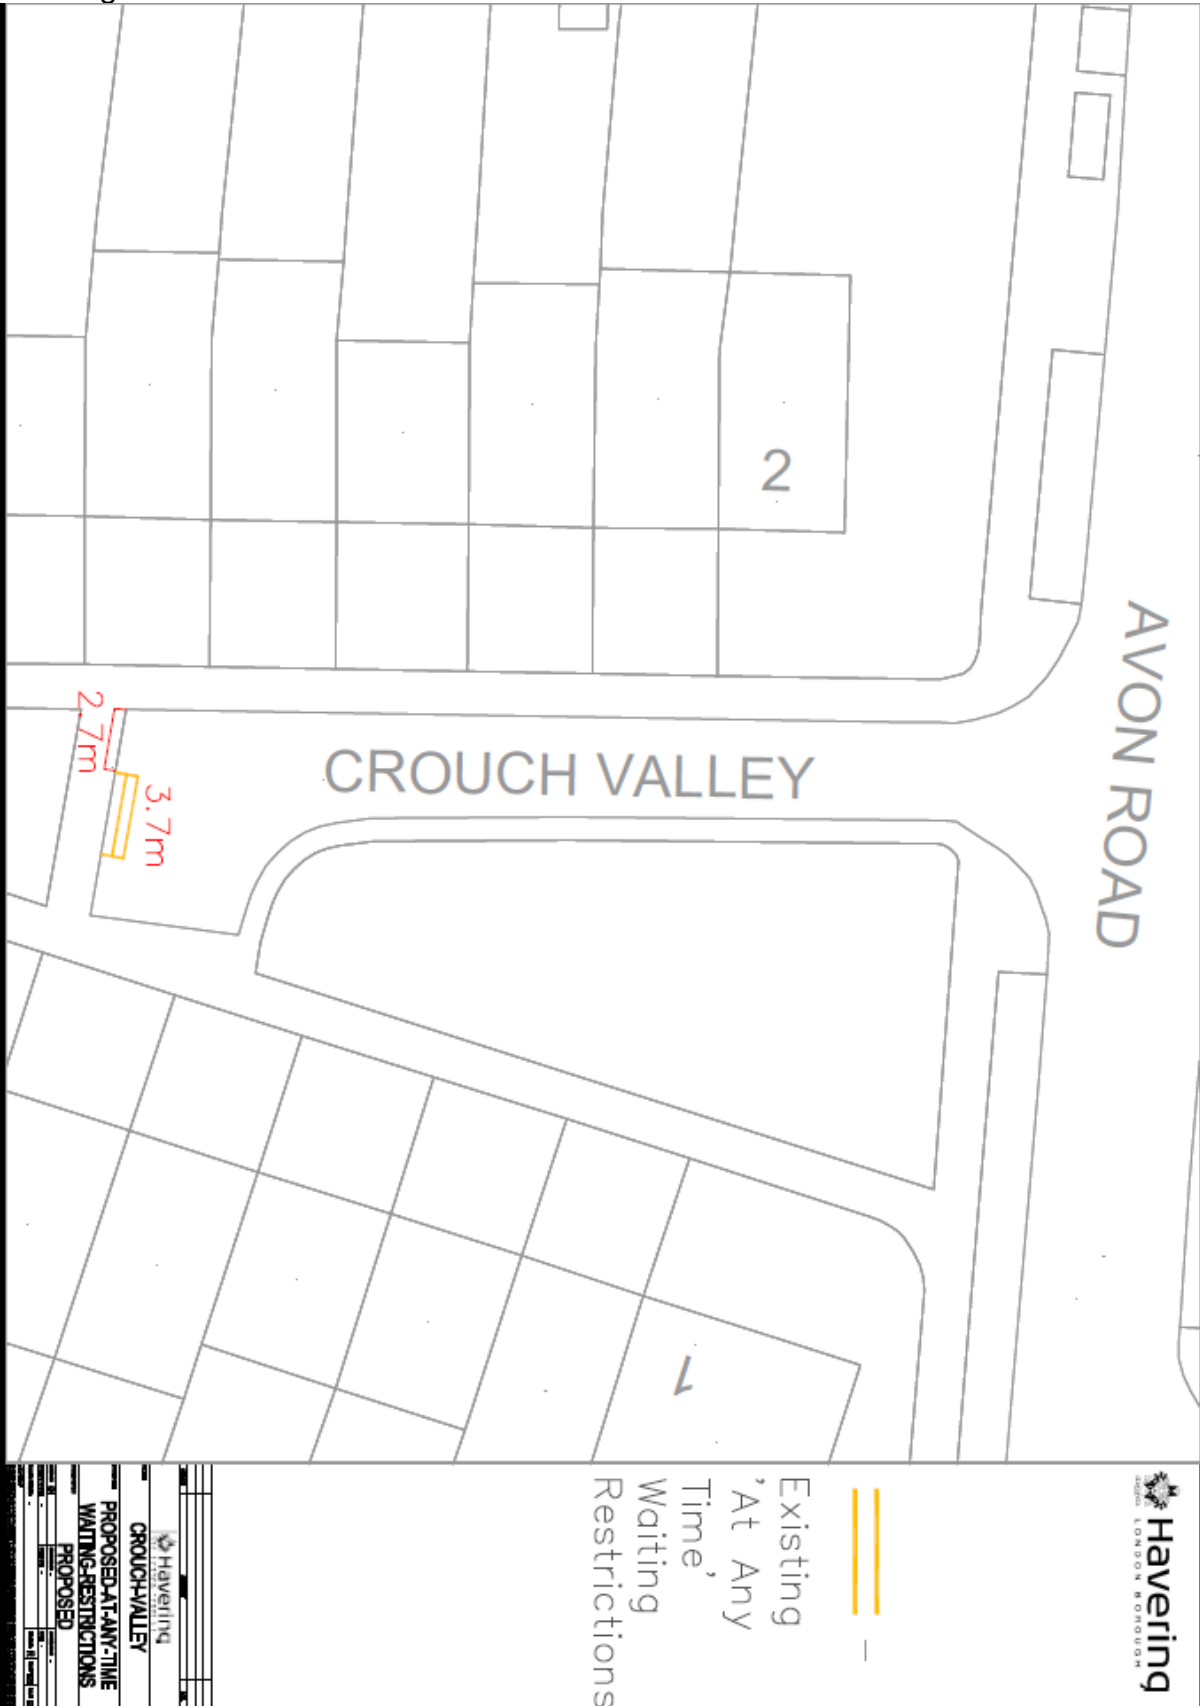 2
AVON ROAD
CROUCH VALLEY
2.7m
3.7m
1
Havering
LONDON BOROUGH
–
Existing
'At Any
Time'
Waiting
Restrictions
Havering
CROUCH VALLEY
PROPOSED AT ANY TIME
WAITING RESTRICTIONS
PROPOSED